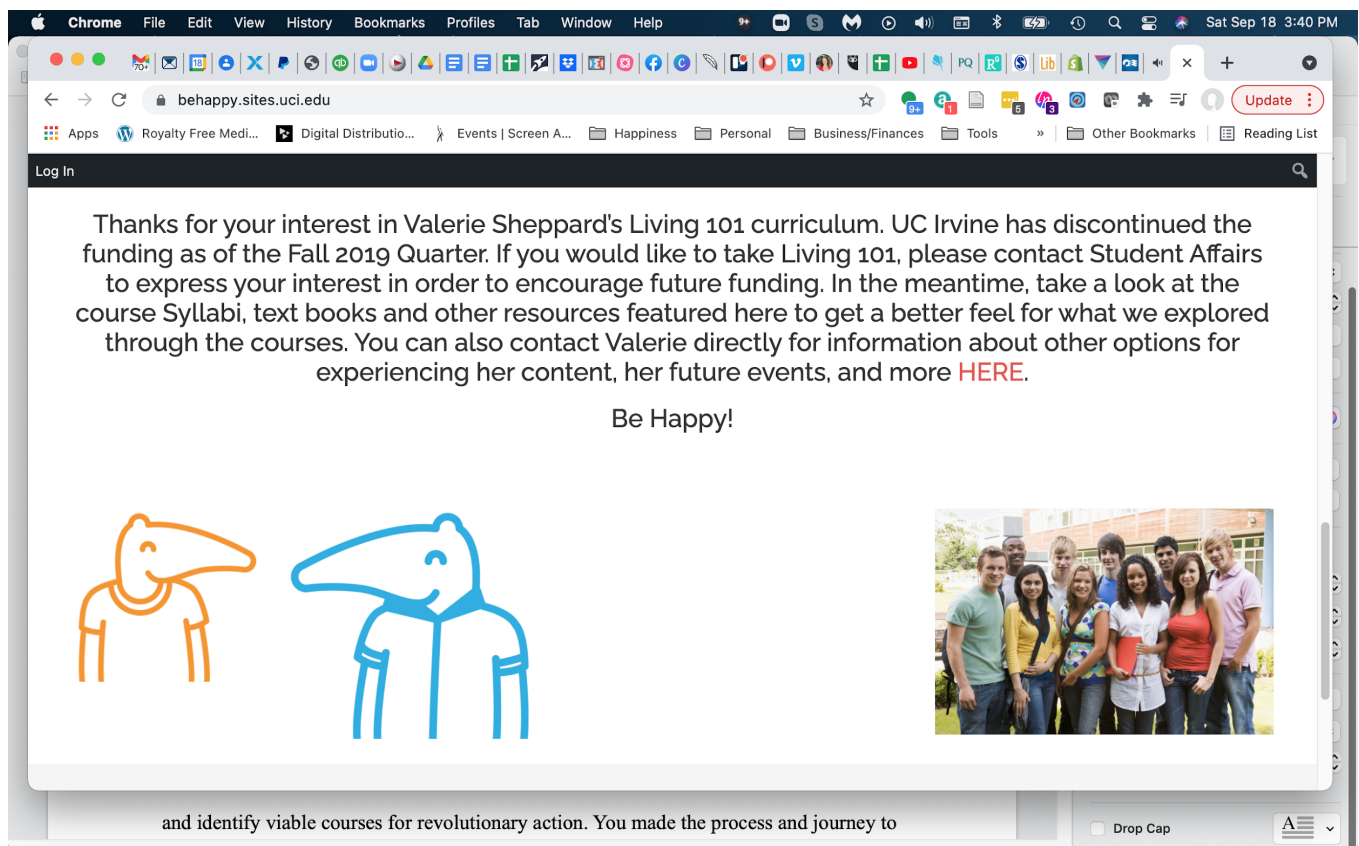 Chrome File Edit View History Bookmarks Profiles Tab Window Help Sat Sep 18 3:40 PM
behappy.sites.uci.edu Update
Apps Royalty Free Medi... Digital Distributio... Events | Screen A... Happiness Personal Business/Finances Tools » Other Bookmarks Reading List
Log In
Thanks for your interest in Valerie Sheppard's Living 101 curriculum. UC Irvine has discontinued the
funding as of the Fall 2019 Quarter. If you would like to take Living 101, please contact Student Affairs
to express your interest in order to encourage future funding. In the meantime, take a look at the
course Syllabi, text books and other resources featured here to get a better feel for what we explored
through the courses. You can also contact Valerie directly for information about other options for
experiencing her content, her future events, and more HERE.
Be Happy!
and identify viable courses for revolutionary action. You made the process and journey to
Drop Cap